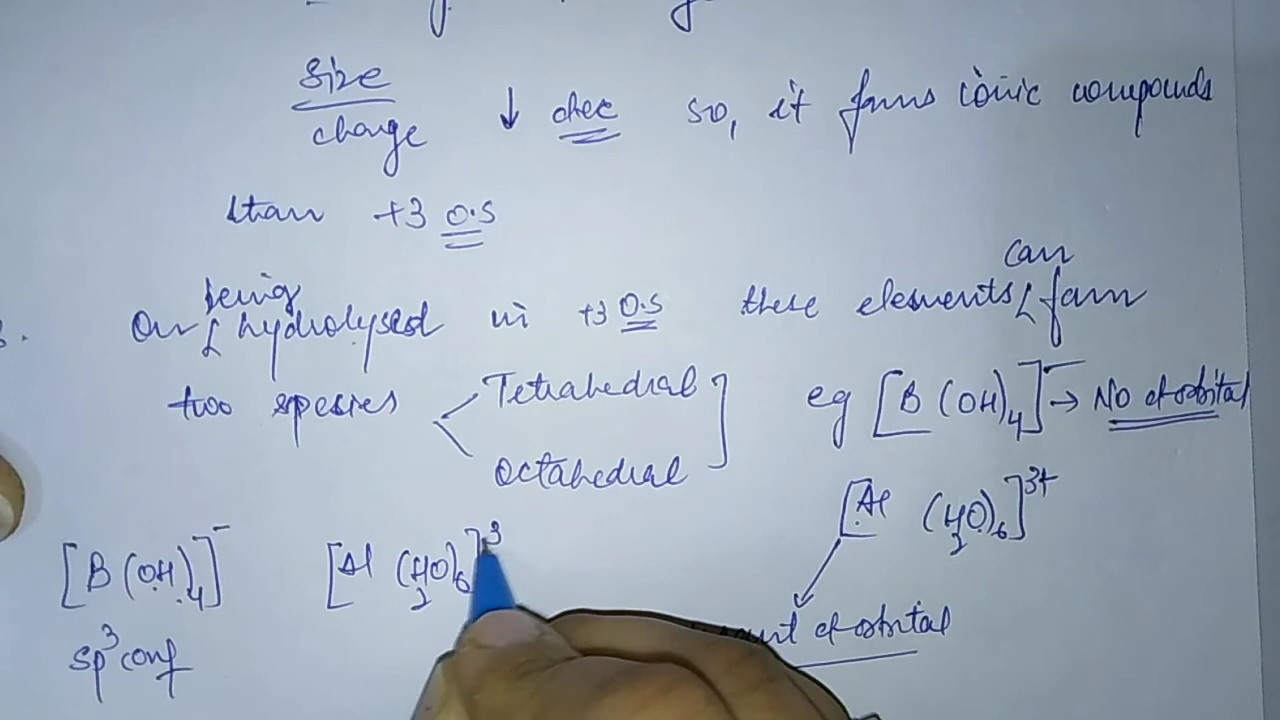 size
charge ↓ dec so, it forms ionic compounds
than +3 O.S
being can
3. On hydrolysed in +3 O.S these elements form
two species Tetrahedral eg [B(OH)4]⁻ → No d-orbital
Octahedral [Al (H2O)6]3+
[B(OH)4]⁻ [Al (H2O)6]3
d-orbital
sp3 conf